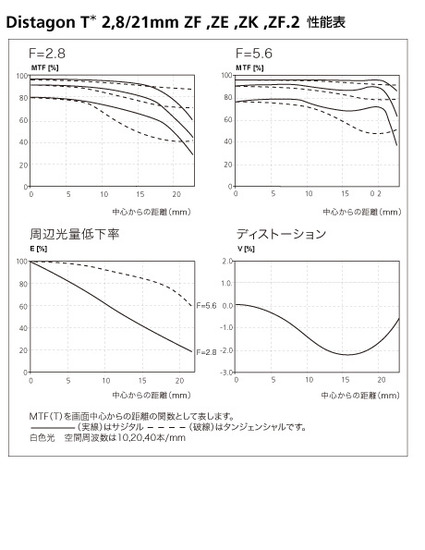 Distagon T* 2,8/21mm ZF ,ZE ,ZK ,ZF.2 性能表
F=2.8
MTF [%]
100
80
60
40
20
0
0 5 10 15 20
中心からの距離(mm)
F=5.6
MTF [%]
100
80
60
40
20
0
0 5 10 15 0 2
中心からの距離(mm)
周辺光量低下率
E [%]
100
80
60
40
20
0
F=5.6
F=2.8
0 5 10 15 20
中心からの距離(mm)
ディストーション
V [%]
2.0
1.0
0.0
-1.0
-2.0
-3.0
0 5 10 15 20
中心からの距離(mm)
MTF(T)を画面中心からの距離の関数として表します。
(実線)はサジタル (破線)はタンジェンシャルです。
白色光 空間周波数は10,20,40本/mm